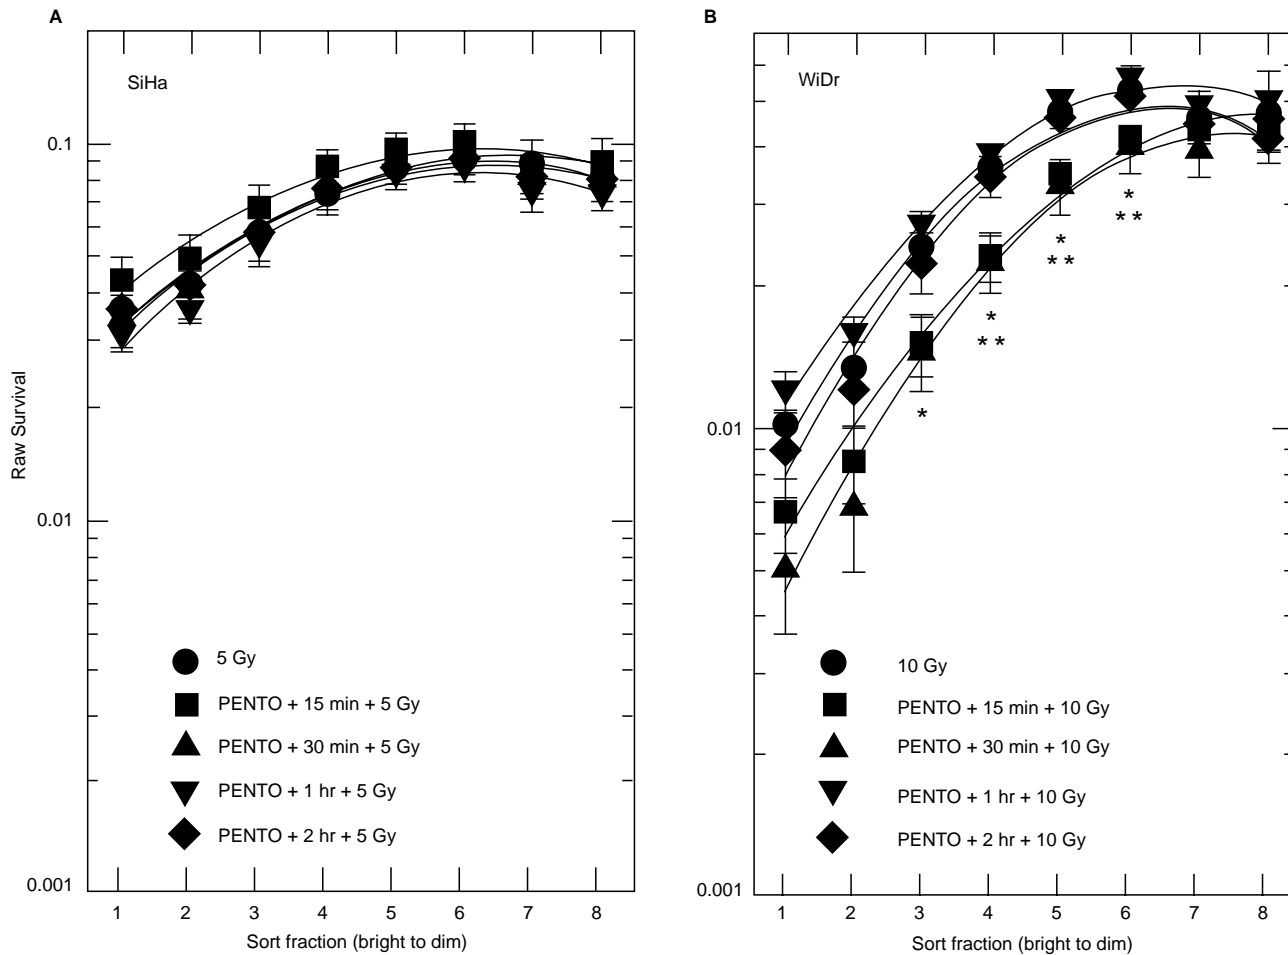 A
SiHa
0.1
0.01
0.001
Raw Survival
5 Gy
PENTO + 15 min + 5 Gy
PENTO + 30 min + 5 Gy
PENTO + 1 hr + 5 Gy
PENTO + 2 hr + 5 Gy
1 2 3 4 5 6 7 8
Sort fraction (bright to dim)
B
WiDr
*
* *
*
* *
*
* *
*
0.01
0.001
10 Gy
PENTO + 15 min + 10 Gy
PENTO + 30 min + 10 Gy
PENTO + 1 hr + 10 Gy
PENTO + 2 hr + 10 Gy
1 2 3 4 5 6 7 8
Sort fraction (bright to dim)